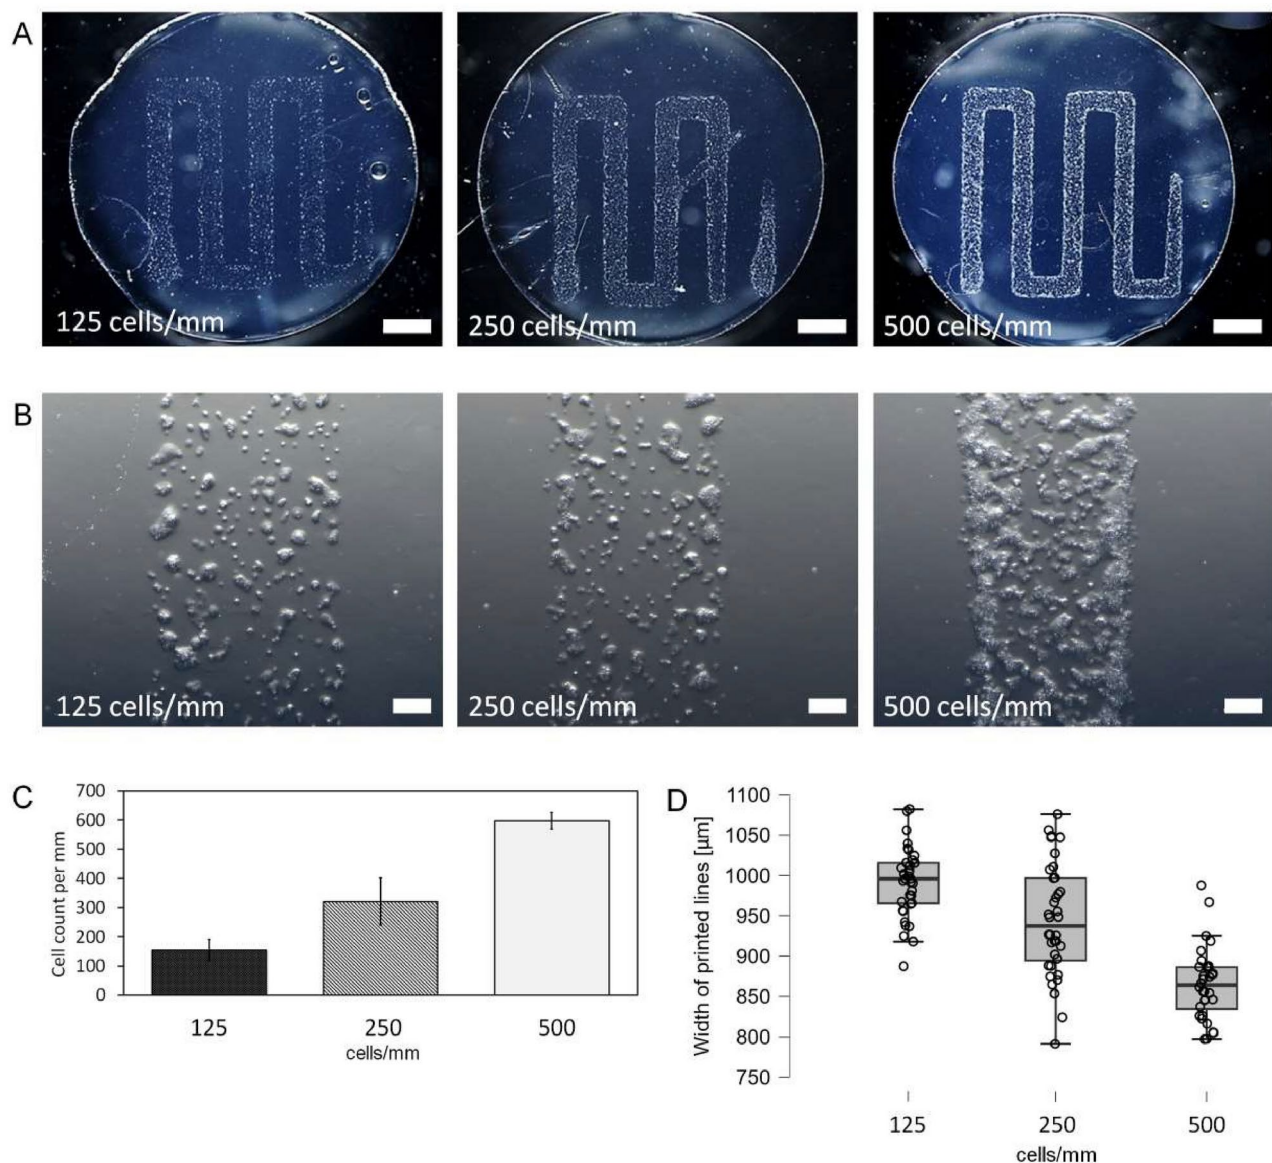 A
125 cells/mm
250 cells/mm
500 cells/mm
B
125 cells/mm
250 cells/mm
500 cells/mm
C
Cell count per mm
700
600
500
400
300
200
100
0
125
250
500
cells/mm
D
Width of printed lines [µm]
1100
1050
1000
950
900
850
800
750
125
250
500
cells/mm